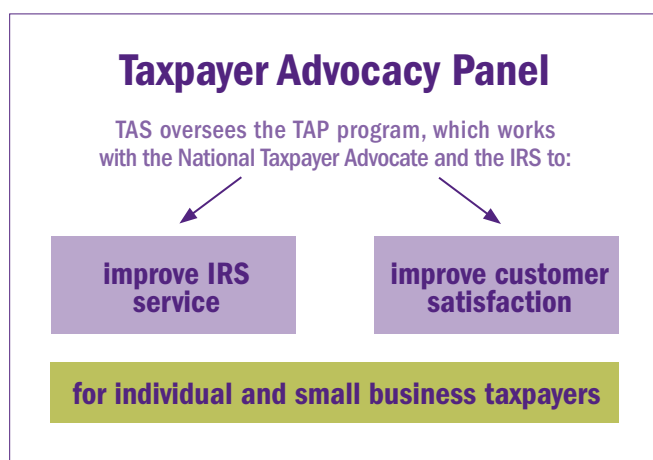 Taxpayer Advocacy Panel
TAS oversees the TAP program, which works
with the National Taxpayer Advocate and the IRS to:
improve IRS
service
improve customer
satisfaction
for individual and small business taxpayers